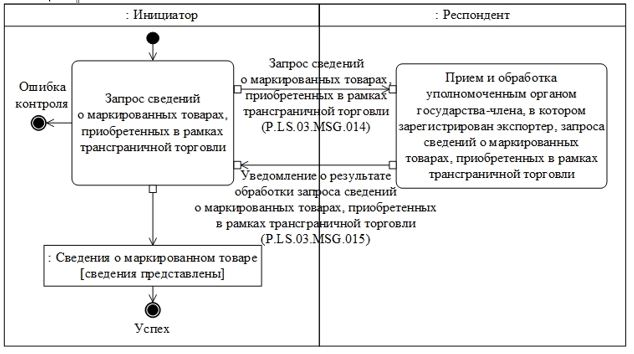 : Инициатор
: Респондент
Ошибка
контроля
Запрос сведений
о маркированных товарах,
приобретенных в рамках
трансграничной торговли
Запрос сведений
о маркированных товарах,
приобретенных в рамках
трансграничной торговли
(P.LS.03.MSG.014)
Прием и обработка
уполномоченным органом
государства-члена, в котором
зарегистрирован экспортер, запроса
сведений о маркированных
товарах, приобретенных в рамках
трансграничной торговли
Уведомление о результате
обработки запроса сведений
о маркированных товарах, приобретенных
в рамках трансграничной торговли
(P.LS.03.MSG.015)
: Сведения о маркированном товаре
[сведения представлены]
Успех